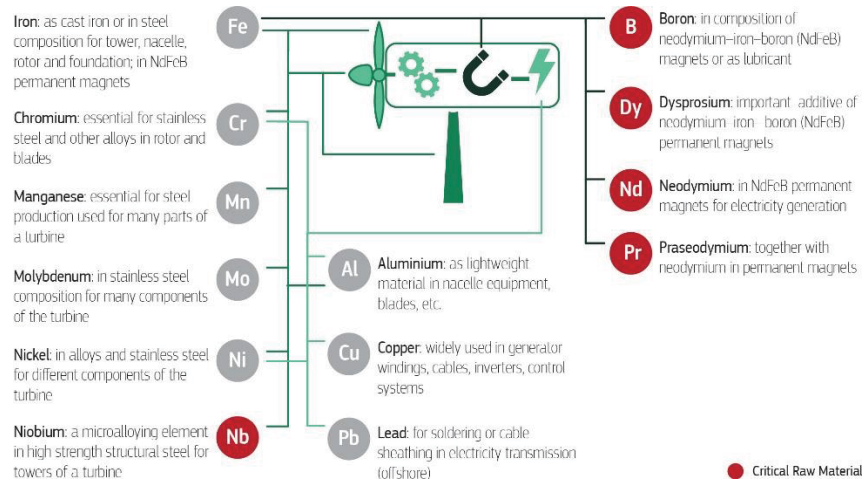 Iron: as cast iron or in steel
composition for tower, nacelle,
rotor and foundation; in NdFeB
permanent magnets
Fe
Chromium: essential for stainless
steel and other alloys in rotor and
blades
Cr
Manganese: essential for steel
production used for many parts of
a turbine
Mn
Molybdenum: in stainless steel
composition for many components
of the turbine
Mo
Nickel: in alloys and stainless steel
for different components of the
turbine
Ni
Niobium: a microalloying element
in high strength structural steel for
towers of a turbine
Nb
Al
Aluminium: as lightweight
material in nacelle equipment,
blades, etc.
Cu
Copper: widely used in generator
windings, cables, inverters, control
systems
Pb
Lead: for soldering or cable
sheathing in electricity transmission
(offshore)
B
Boron: in composition of
neodymium–iron–boron (NdFeB)
magnets or as lubricant
Dy
Dysprosium: important additive of
neodymium–iron–boron (NdFeB)
permanent magnets
Nd
Neodymium: in NdFeB permanent
magnets for electricity generation
Pr
Praseodymium: together with
neodymium in permanent magnets
Critical Raw Material